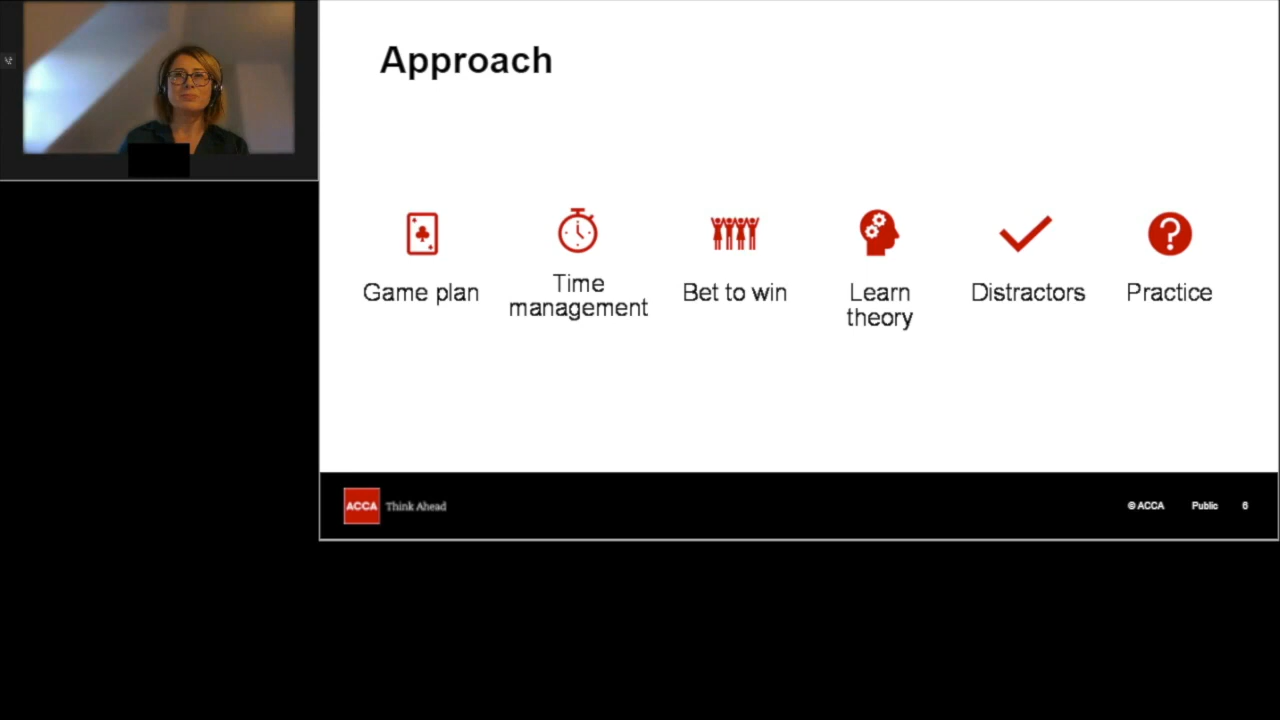 Approach
Game plan
Time
management
Bet to win
Learn
theory
Distractors
Practice
ACCA Think Ahead
© ACCA Public 6